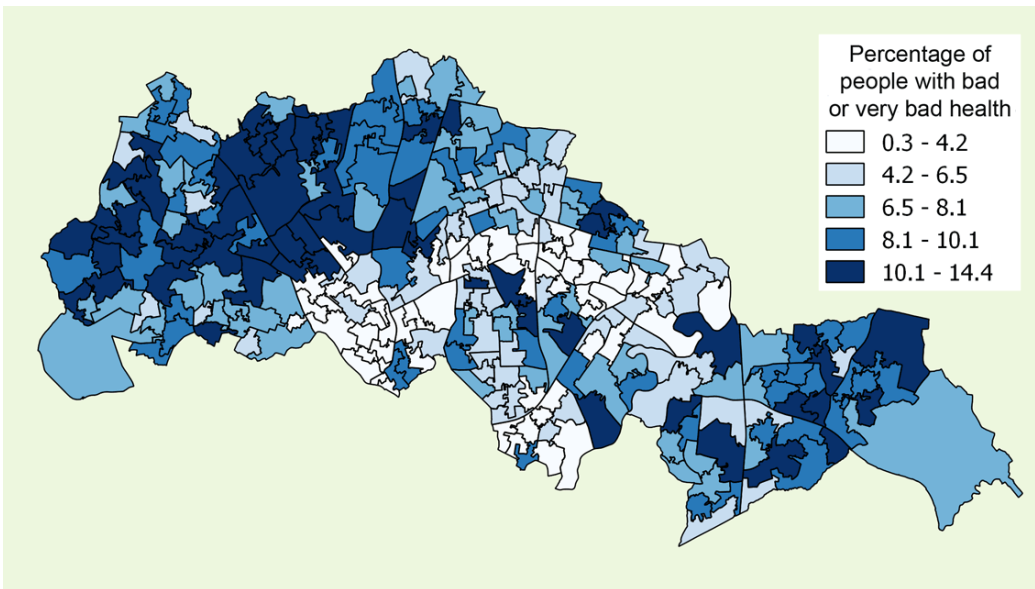 Percentage of
people with bad
or very bad health
0.3 - 4.2
4.2 - 6.5
6.5 - 8.1
8.1 - 10.1
10.1 - 14.4